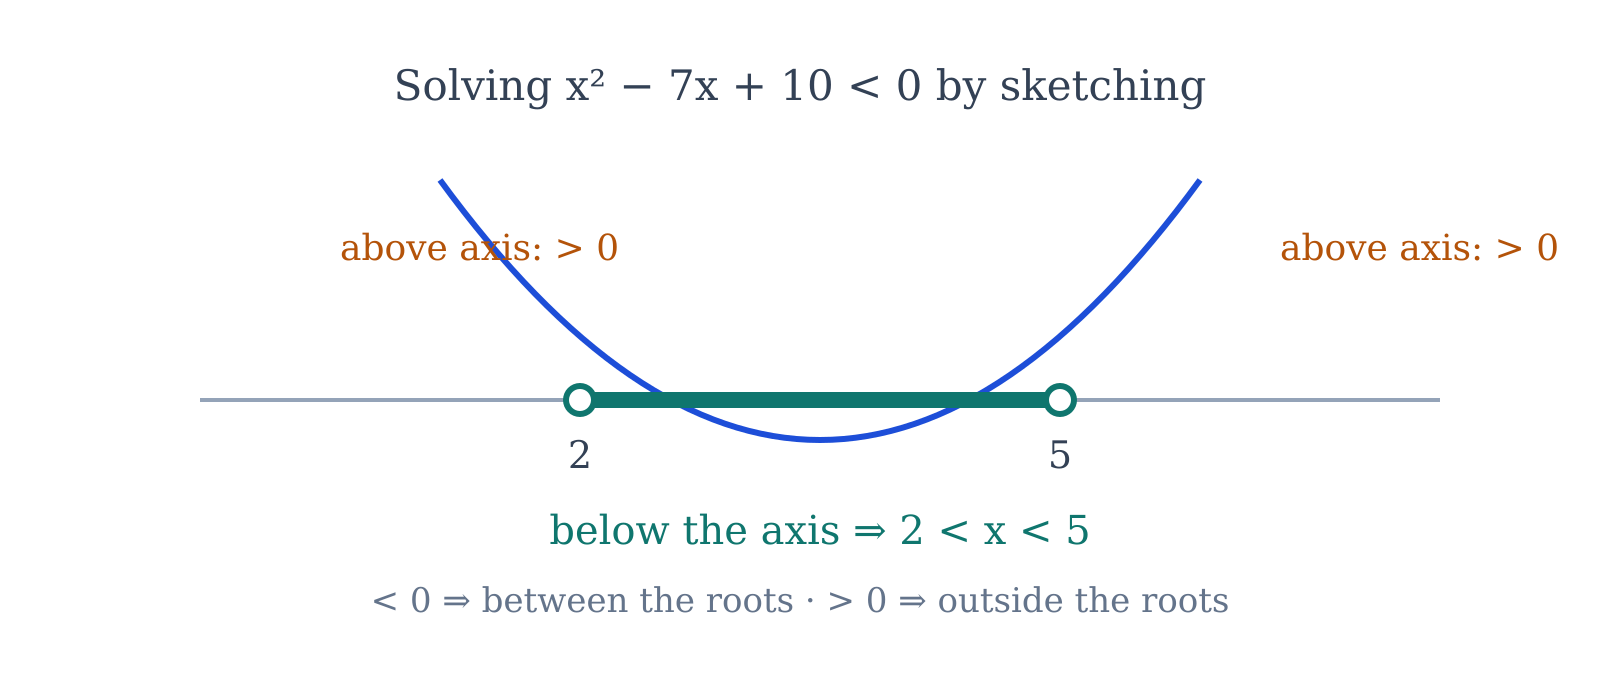 Solving x² − 7x + 10 < 0 by sketching
above axis: > 0
above axis: > 0
2
5
below the axis ⇒ 2 < x < 5
< 0 ⇒ between the roots · > 0 ⇒ outside the roots